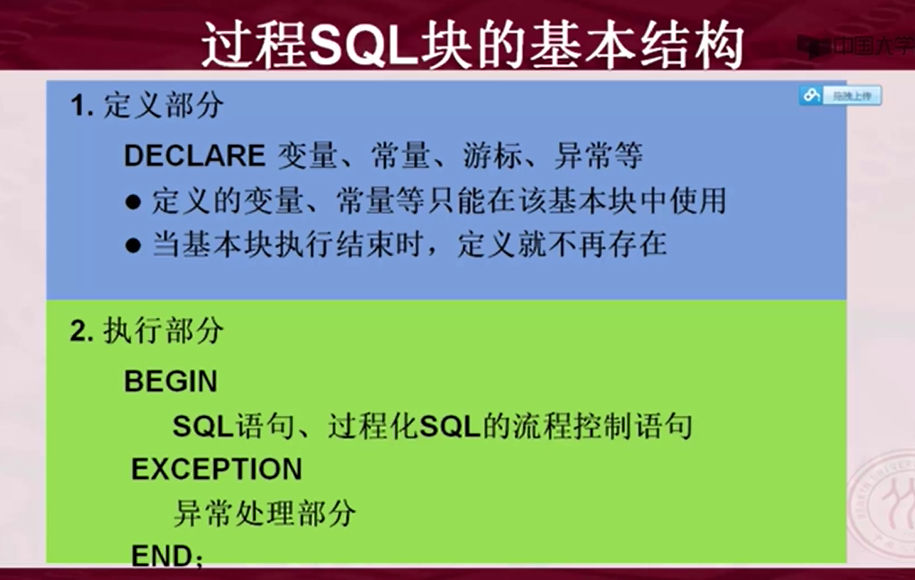 过程SQL块的基本结构
中国大学
拖拽上传
1. 定义部分
DECLARE 变量、常量、游标、异常等
● 定义的变量、常量等只能在该基本块中使用
● 当基本块执行结束时，定义就不再存在
2. 执行部分
BEGIN
SQL语句、过程化SQL的流程控制语句
EXCEPTION
异常处理部分
END;